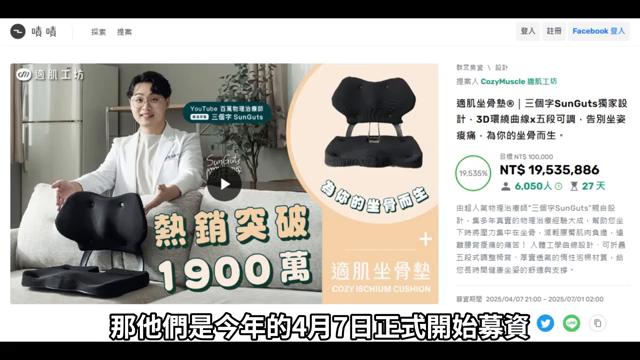 嘖嘖
探索
提案
登入
註冊
Facebook 登入
適肌工坊
YouTube 百萬物理治療師
三個字 SunGuts
SunGuts
熱銷突破
1900萬
為你的坐骨而生
適肌坐骨墊
COZY ISCHIUM CUSHION
群眾集資 \ 設計
提案人 CozyMuscle 適肌工坊
適肌坐骨墊®｜三個字SunGuts獨家設
計,3D環繞曲線x五段可調,告別坐姿
痠痛,為你的坐骨而生。
19,535%
目標 NT$ 100,000
NT$ 19,535,886
6,050人
27 天
由超人氣物理治療師"三個字SunGuts"親自設
計,集多年真實的物理治療經驗大成,幫助您坐
下時將壓力集中在坐骨,減輕腰臀肌肉負擔,遠
離腰背痠痛的痛苦! 人體工學曲線設計、可折疊
五段式調整椅背、厚實透氣的慢性泡棉材質,給
您長時間健康坐姿的舒適與支撐。
募資期間 2025/04/07 21:00 – 2025/07/01 02:00
那他們是今年的4月7日正式開始募資